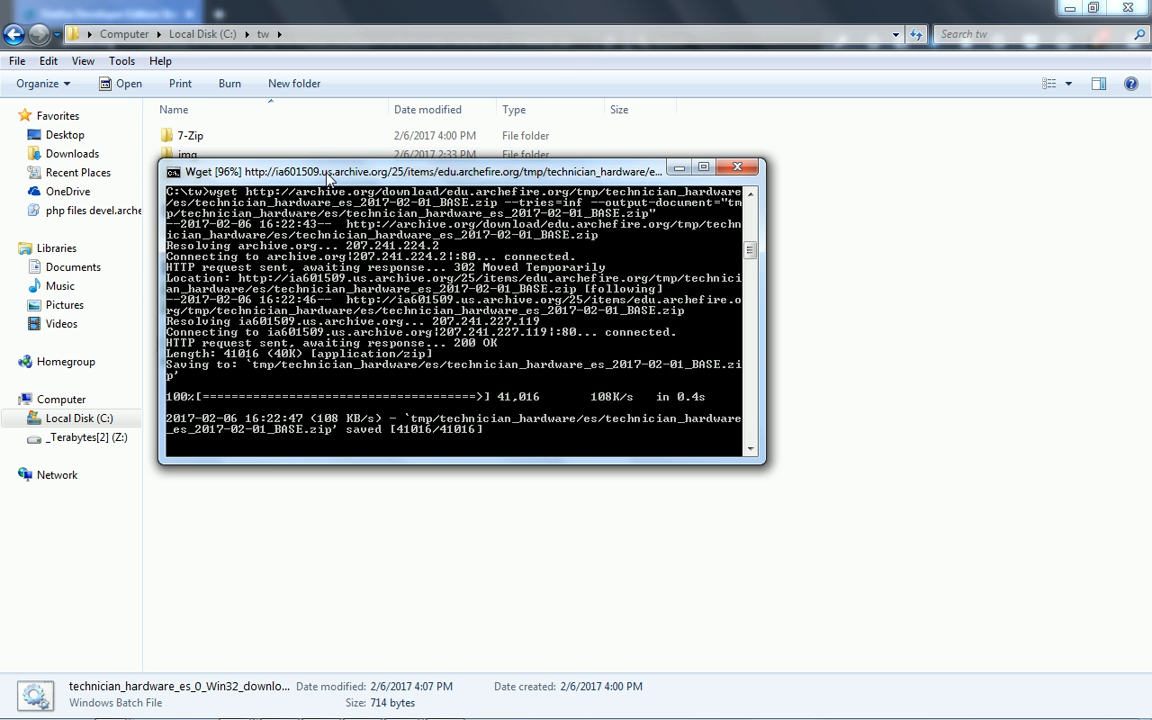 Computer Local Disk (C:) tw
Search tw
File Edit View Tools Help
Organize Open Print Burn New folder
Name Date modified Type Size
Favorites
Desktop
Downloads
Recent Places
OneDrive
php files devel.arche
Libraries
Documents
Music
Pictures
Videos
Homegroup
Computer
Local Disk (C:)
_Terabytes[2] (Z:)
Network
7-Zip 2/6/2017 4:00 PM File folder
img 2/6/2017 2:33 PM File folder
Wget [96%] http://ia601509.us.archive.org/25/items/edu.archefire.org/tmp/technician_hardware/e...
C:\tw>wget http://archive.org/download/edu.archefire.org/tmp/technician_hardware
/es/technician_hardware_es_2017-02-01_BASE.zip --tries=inf --output-document="tm
p/technician_hardware/es/technician_hardware_es_2017-02-01_BASE.zip"
--2017-02-06 16:22:43-- http://archive.org/download/edu.archefire.org/tmp/techn
ician_hardware/es/technician_hardware_es_2017-02-01_BASE.zip
Resolving archive.org... 207.241.224.2
Connecting to archive.org|207.241.224.2|:80... connected.
HTTP request sent, awaiting response... 302 Moved Temporarily
Location: http://ia601509.us.archive.org/25/items/edu.archefire.org/tmp/technici
an_hardware/es/technician_hardware_es_2017-02-01_BASE.zip [following]
--2017-02-06 16:22:46-- http://ia601509.us.archive.org/25/items/edu.archefire.o
rg/tmp/technician_hardware/es/technician_hardware_es_2017-02-01_BASE.zip
Resolving ia601509.us.archive.org... 207.241.227.119
Connecting to ia601509.us.archive.org|207.241.227.119|:80... connected.
HTTP request sent, awaiting response... 200 OK
Length: 41016 (40K) [application/zip]
Saving to: `tmp/technician_hardware/es/technician_hardware_es_2017-02-01_BASE.zi
p'
100%[======================================>] 41,016 108K/s in 0.4s
2017-02-06 16:22:47 (108 KB/s) - `tmp/technician_hardware/es/technician_hardware
_es_2017-02-01_BASE.zip' saved [41016/41016]
technician_hardware_es_0_Win32_downlo... Date modified: 2/6/2017 4:07 PM Date created: 2/6/2017 4:00 PM
Windows Batch File Size: 714 bytes